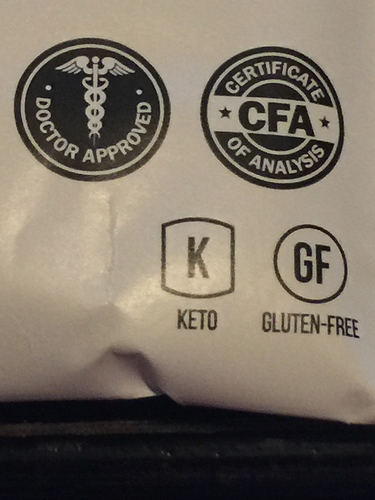 DOCTOR APPROVED
CERTIFICATE
CFA
OF ANALYSIS
K
KETO
GF
GLUTEN-FREE